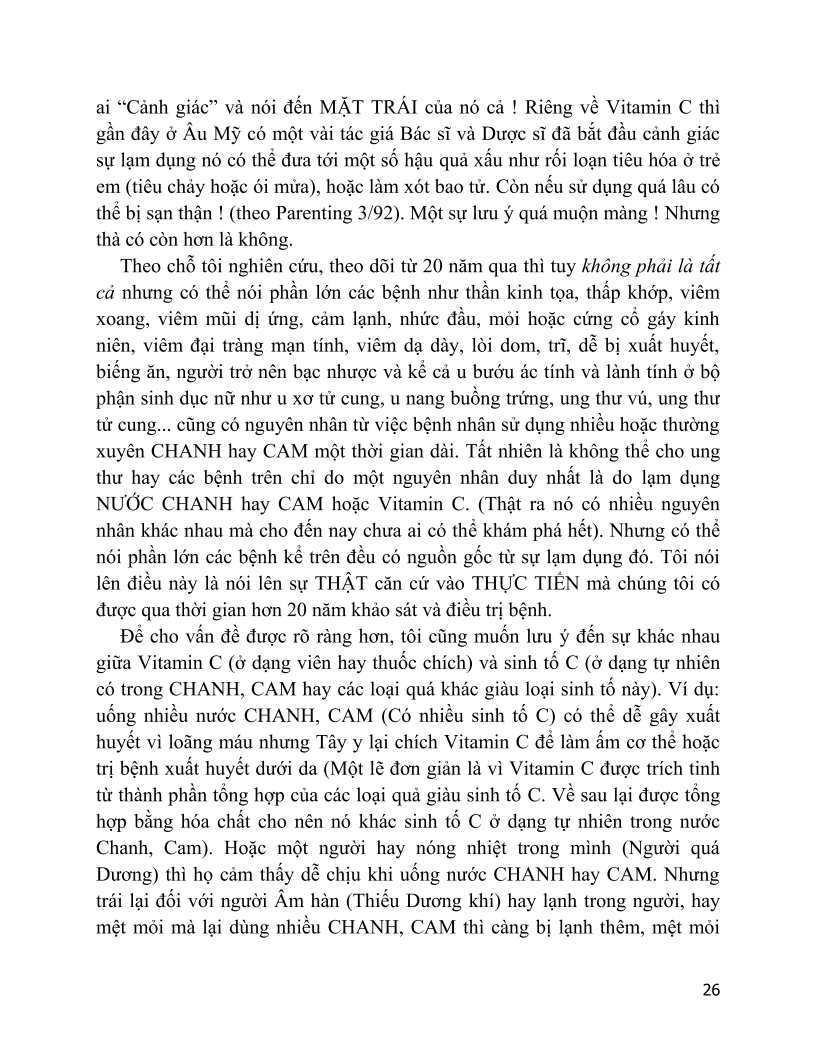 ai “Cảnh giác” và nói đến MẶT TRÁI của nó cả ! Riêng về Vitamin C thì
gần đây ở Âu Mỹ có một vài tác giá Bác sĩ và Dược sĩ đã bắt đầu cảnh giác
sự lạm dụng nó có thể đưa tới một số hậu quả xấu như rối loạn tiêu hóa ở trẻ
em (tiêu chảy hoặc ói mửa), hoặc làm xót bao tử. Còn nếu sử dụng quá lâu có
thể bị sạn thận ! (theo Parenting 3/92). Một sự lưu ý quá muộn màng ! Nhưng
thà có còn hơn là không.
Theo chỗ tôi nghiên cứu, theo dõi từ 20 năm qua thì tuy không phải là tất
cả nhưng có thể nói phần lớn các bệnh như thần kinh tọa, thấp khớp, viêm
xoang, viêm mũi dị ứng, cảm lạnh, nhức đầu, mỏi hoặc cứng cổ gáy kinh
niên, viêm đại tràng mạn tính, viêm dạ dày, lòi dom, trĩ, dễ bị xuất huyết,
biếng ăn, người trở nên bạc nhược và kể cả u bướu ác tính và lành tính ở bộ
phận sinh dục nữ như u xơ tử cung, u nang buồng trứng, ung thư vú, ung thư
tử cung... cũng có nguyên nhân từ việc bệnh nhân sử dụng nhiều hoặc thường
xuyên CHANH hay CAM một thời gian dài. Tất nhiên là không thể cho ung
thư hay các bệnh trên chỉ do một nguyên nhân duy nhất là do lạm dụng
NƯỚC CHANH hay CAM hoặc Vitamin C. (Thật ra nó có nhiều nguyên
nhân khác nhau mà cho đến nay chưa ai có thể khám phá hết). Nhưng có thể
nói phần lớn các bệnh kể trên đều có nguồn gốc từ sự lạm dụng đó. Tôi nói
lên điều này là nói lên sự THẬT căn cứ vào THỰC TIỂN mà chúng tôi có
được qua thời gian hơn 20 năm khảo sát và điều trị bệnh.
Để cho vấn đề được rõ ràng hơn, tôi cũng muốn lưu ý đến sự khác nhau
giữa Vitamin C (ở dạng viên hay thuốc chích) và sinh tố C (ở dạng tự nhiên
có trong CHANH, CAM hay các loại quá khác giàu loại sinh tố này). Ví dụ:
uống nhiều nước CHANH, CAM (Có nhiều sinh tố C) có thể dễ gây xuất
huyết vì loãng máu nhưng Tây y lại chích Vitamin C để làm ấm cơ thể hoặc
trị bệnh xuất huyết dưới da (Một lẽ đơn giản là vì Vitamin C được trích tinh
từ thành phần tổng hợp của các loại quả giàu sinh tố C. Về sau lại được tổng
hợp bằng hóa chất cho nên nó khác sinh tố C ở dạng tự nhiên trong nước
Chanh, Cam). Hoặc một người hay nóng nhiệt trong mình (Người quá
Dương) thì họ cảm thấy dễ chịu khi uống nước CHANH hay CAM. Nhưng
trái lại đối với người Âm hàn (Thiếu Dương khí) hay lạnh trong người, hay
mệt mỏi mà lại dùng nhiều CHANH, CAM thì càng bị lạnh thêm, mệt mỏi
26